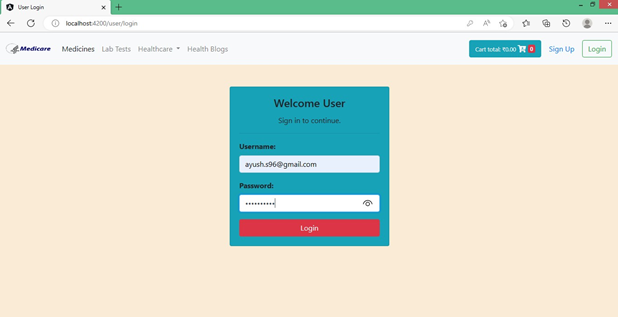 User Login
localhost:4200/user/login
Medicare
Medicines Lab Tests Healthcare Health Blogs
Cart total: ₹0.00 0 Sign Up Login
Welcome User
Sign in to continue.
Username:
ayush.s96@gmail.com
Password:
••••••••••
Login